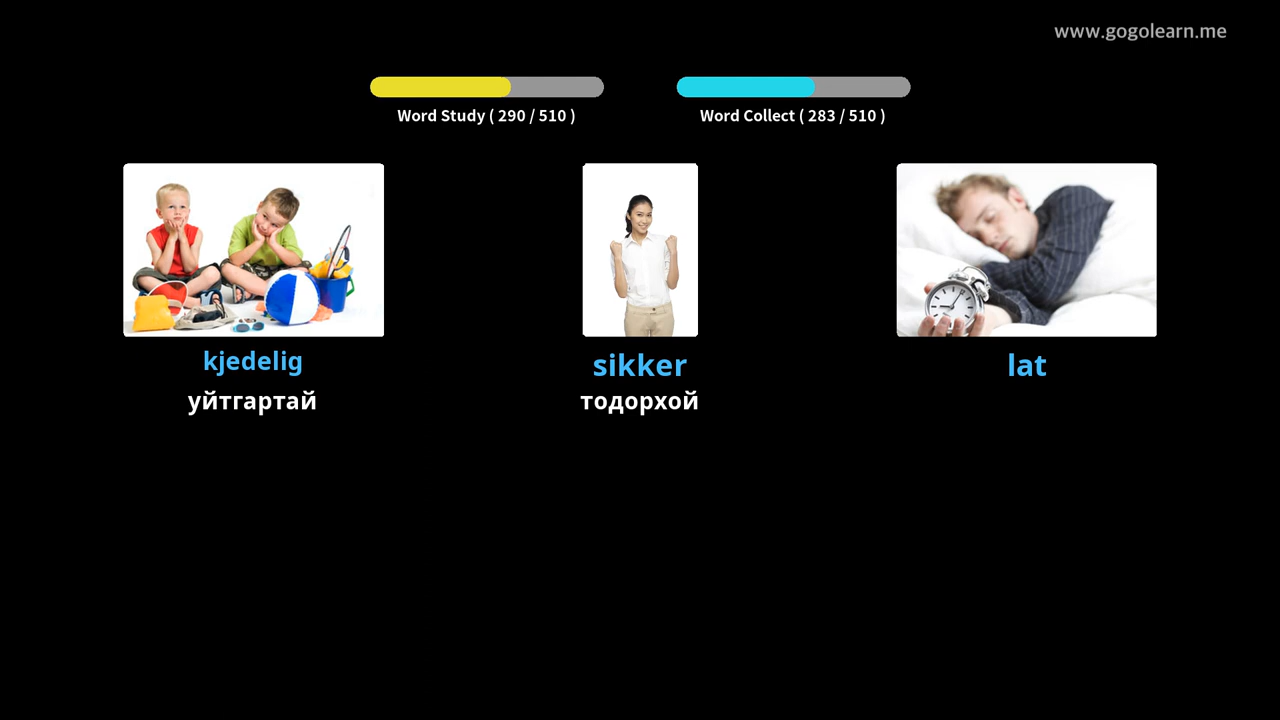 www.gogolearn.me
Word Study ( 290 / 510 )
Word Collect ( 283 / 510 )
kjedelig
sikker
lat
уйтгартай
тодорхой